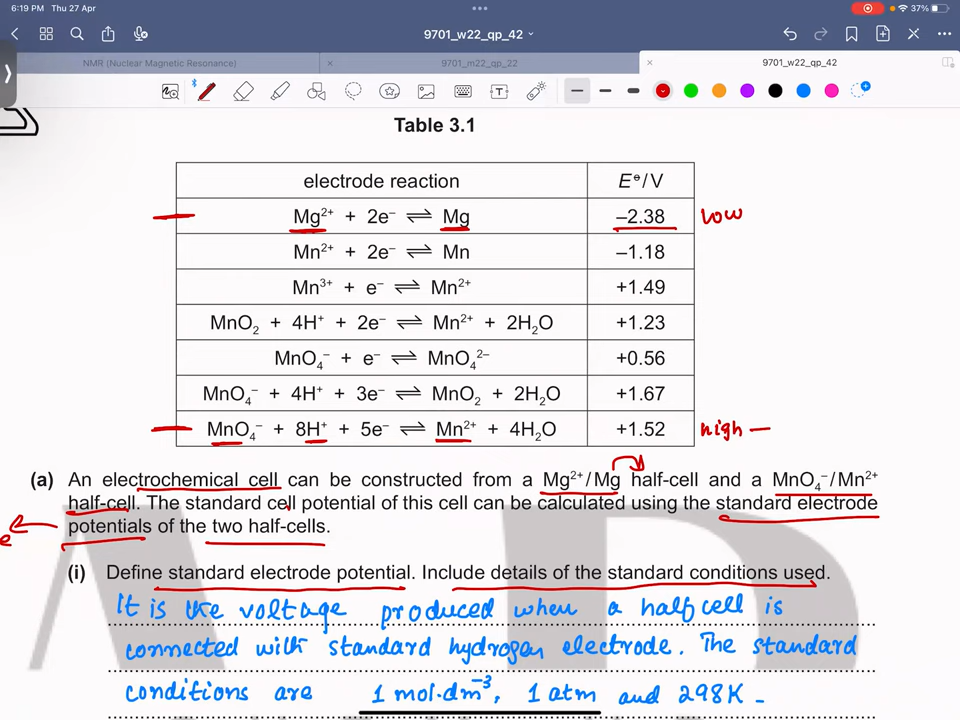 6:19 PM Thu 27 Apr
37%
9701_w22_qp_42
NMR (Nuclear Magnetic Resonance)
9701_m22_qp_22
9701_w22_qp_42
Table 3.1
electrode reaction E⦵/V
Mg²⁺ + 2e⁻ ⇌ Mg –2.38 low
Mn²⁺ + 2e⁻ ⇌ Mn –1.18
Mn³⁺ + e⁻ ⇌ Mn²⁺ +1.49
MnO₂ + 4H⁺ + 2e⁻ ⇌ Mn²⁺ + 2H₂O +1.23
MnO₄⁻ + e⁻ ⇌ MnO₄²⁻ +0.56
MnO₄⁻ + 4H⁺ + 3e⁻ ⇌ MnO₂ + 2H₂O +1.67
MnO₄⁻ + 8H⁺ + 5e⁻ ⇌ Mn²⁺ + 4H₂O +1.52 high —
(a) An electrochemical cell can be constructed from a Mg²⁺/Mg half-cell and a MnO₄⁻/Mn²⁺
half-cell. The standard cell potential of this cell can be calculated using the standard electrode
potentials of the two half-cells.
(i) Define standard electrode potential. Include details of the standard conditions used.
It is the voltage produced when a half cell is
connected with standard hydrogen electrode. The standard
conditions are 1 mol·dm⁻³, 1 atm and 298K -